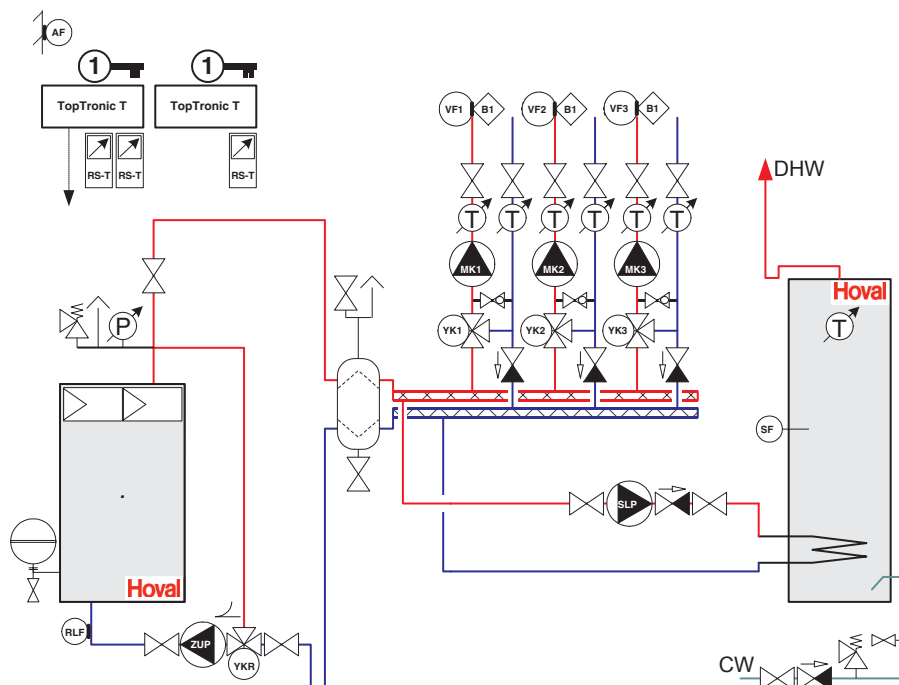 AF
1
1
TopTronic T
TopTronic T
RS-T
RS-T
RS-T
VF1
B1
VF2
B1
VF3
B1
DHW
T
T
T
T
T
T
MK1
MK2
MK3
Hoval
P
T
YK1
YK2
YK3
SF
SLP
Hoval
RLF
ZUP
YKR
CW